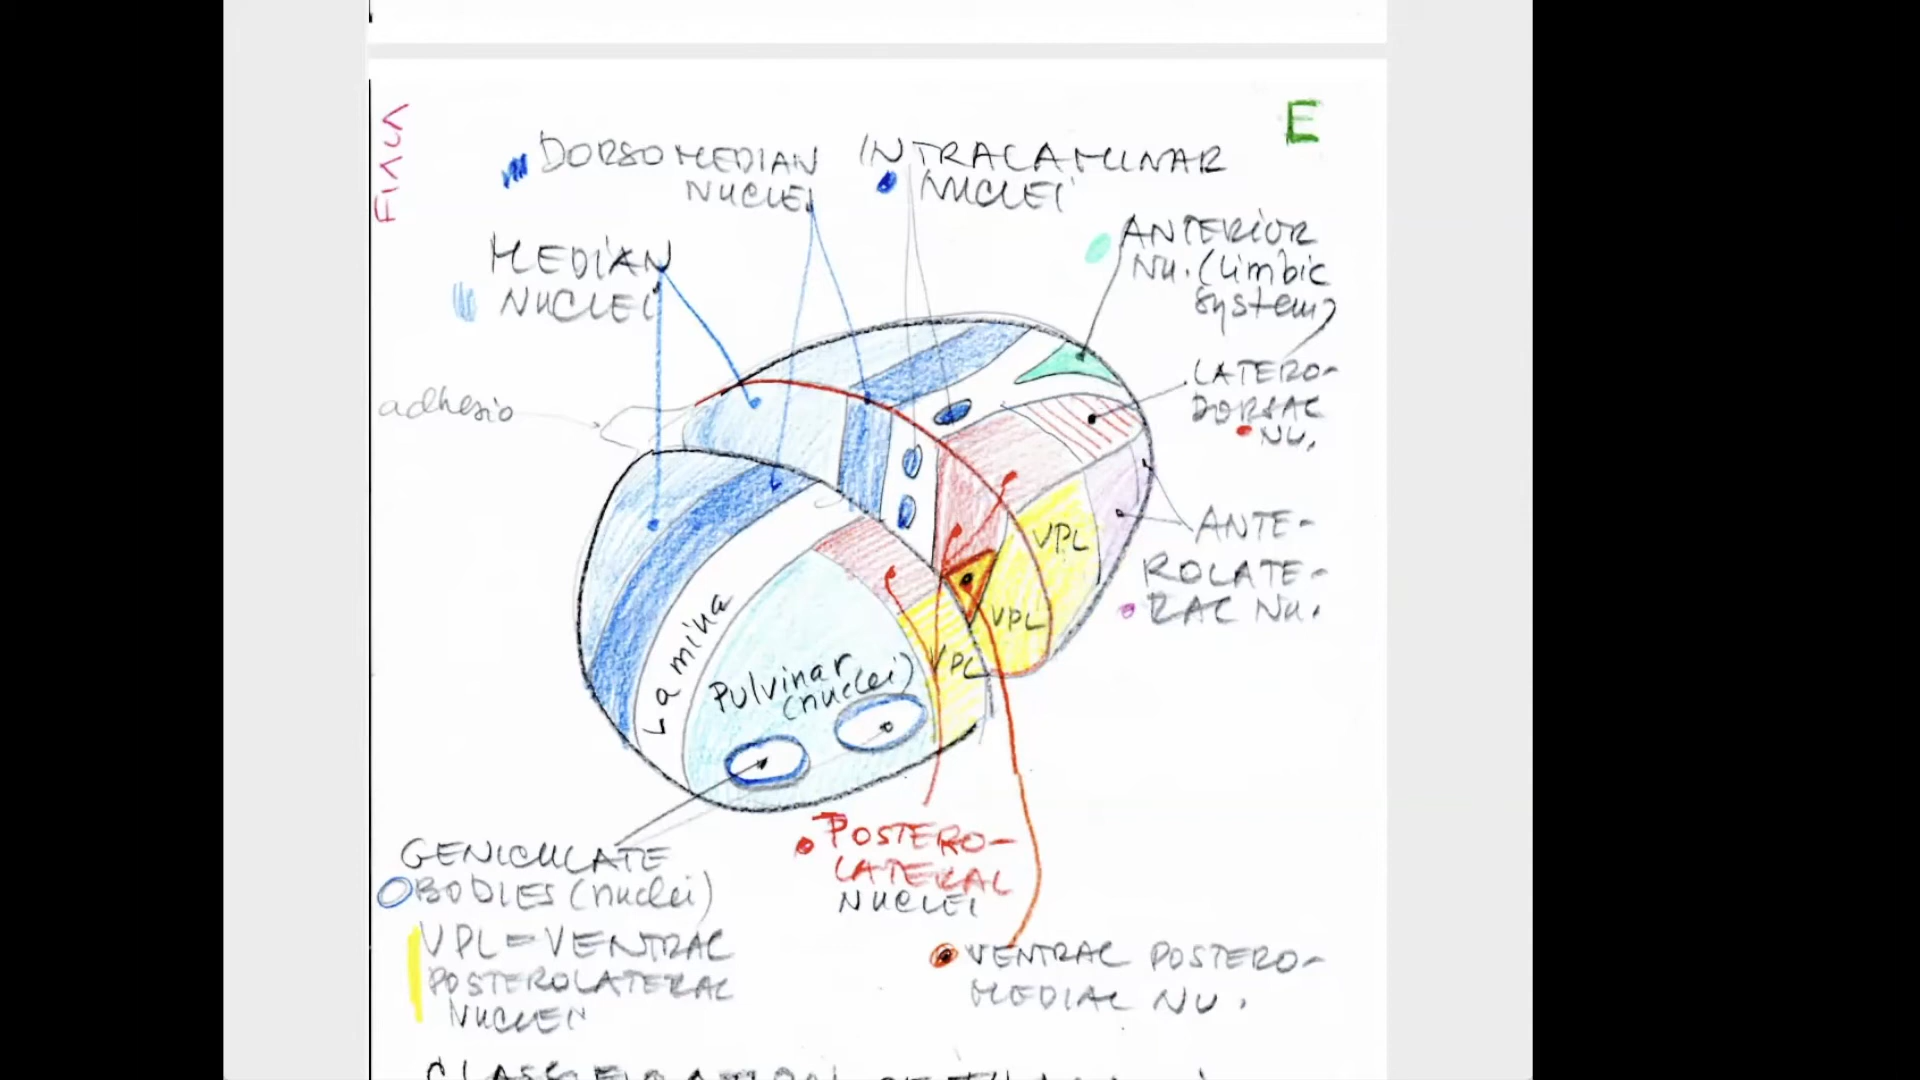 FIALA
E
DORSOMEDIAN
NUCLEI
INTRALAMINAR
NUCLEI
MEDIAN
NUCLEI
ANTERIOR
NU. (limbic
system)
adhesio
LATERO-
DORSAL
NU.
ANTE-
ROLATE-
RAL NU.
VPL
VPL
VPL
Lamina
Pulvinar
(nuclei)
GENICULATE
BODIES (nuclei)
VPL = VENTRAL
POSTEROLATERAL
NUCLEI
POSTERO-
LATERAL
NUCLEI
VENTRAL POSTERO-
MEDIAL NU.